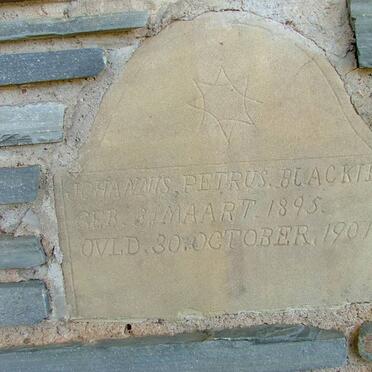 JOHANNIS. PETRUS. BLACKIE
GEB. 31. MAART. 1895.
OVLD. 30. OCTOBER. 1901